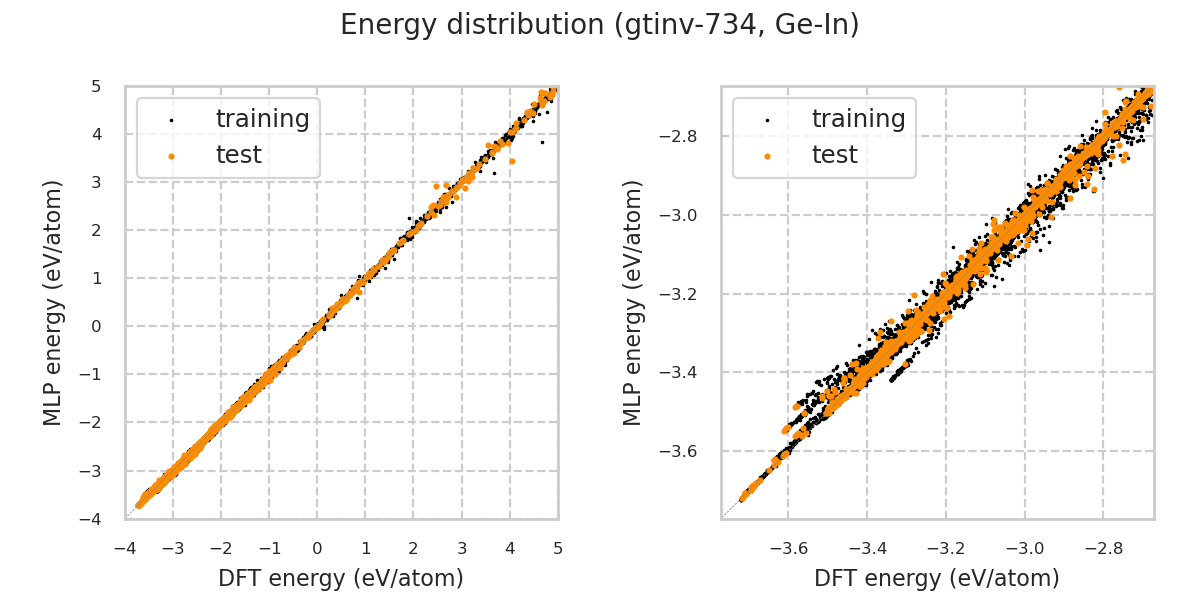 Energy distribution (gtinv-734, Ge-In)
training
test
5
4
3
2
1
0
−1
−2
−3
−4
MLP energy (eV/atom)
−4 −3 −2 −1 0 1 2 3 4 5
DFT energy (eV/atom)
training
test
−2.8
−3.0
−3.2
−3.4
−3.6
MLP energy (eV/atom)
−3.6 −3.4 −3.2 −3.0 −2.8
DFT energy (eV/atom)